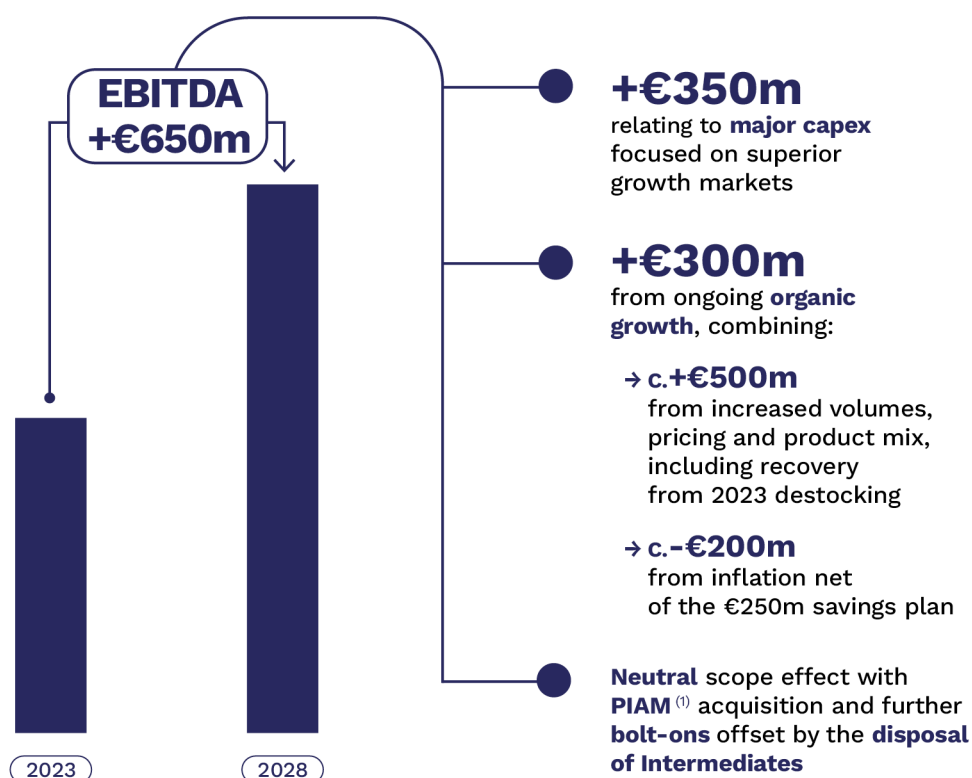 EBITDA
+€650m
2023
2028
+€350m
relating to major capex
focused on superior
growth markets
+€300m
from ongoing organic
growth, combining:
→ c.+€500m
from increased volumes,
pricing and product mix,
including recovery
from 2023 destocking
→ c.-€200m
from inflation net
of the €250m savings plan
Neutral scope effect with
PIAM (1) acquisition and further
bolt-ons offset by the disposal
of Intermediates